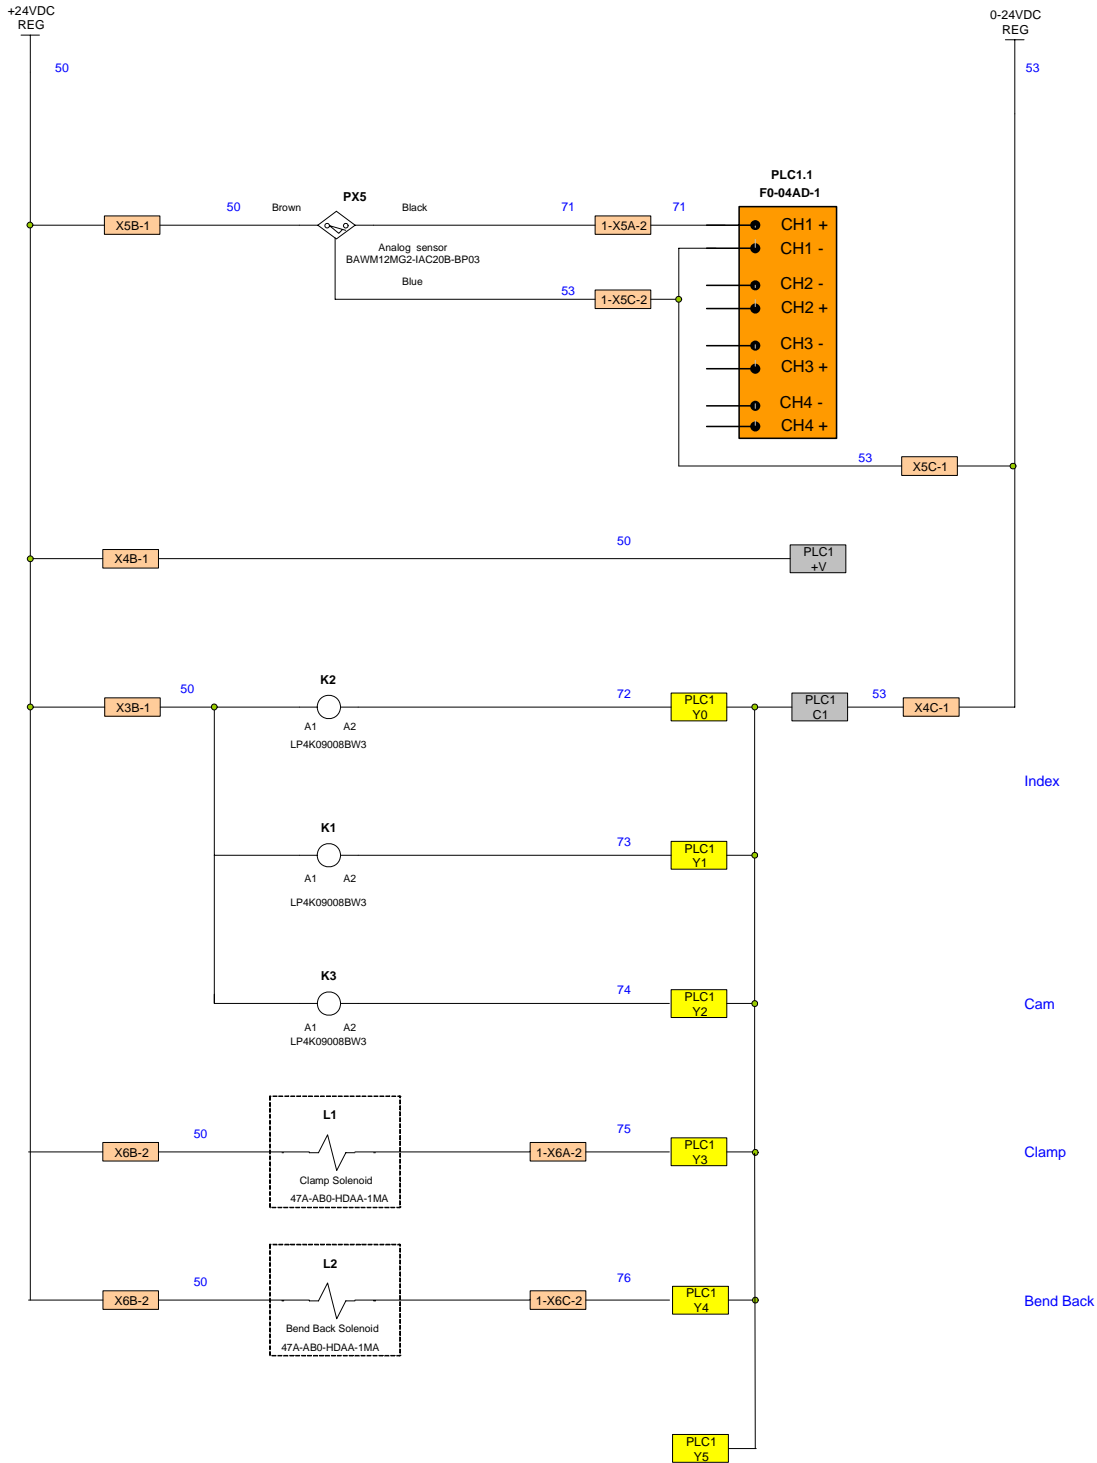 +24VDC
REG
0-24VDC
REG
50
53
PLC1.1
F0-04AD-1
PX5
X5B-1
50
Brown
Black
71
1-X5A-2
71
CH1 +
CH1 -
Analog sensor
BAWM12MG2-IAC20B-BP03
Blue
53
1-X5C-2
CH2 -
CH2 +
CH3 -
CH3 +
CH4 -
CH4 +
53
X5C-1
X4B-1
50
PLC1
+V
K2
X3B-1
50
A1 A2
LP4K09008BW3
72
PLC1
Y0
PLC1
C1
53
X4C-1
Index
K1
A1 A2
LP4K09008BW3
73
PLC1
Y1
K3
A1 A2
LP4K09008BW3
74
PLC1
Y2
Cam
L1
X6B-2
50
Clamp Solenoid
47A-AB0-HDAA-1MA
1-X6A-2
75
PLC1
Y3
Clamp
L2
X6B-2
50
Bend Back Solenoid
47A-AB0-HDAA-1MA
1-X6C-2
76
PLC1
Y4
Bend Back
PLC1
Y5